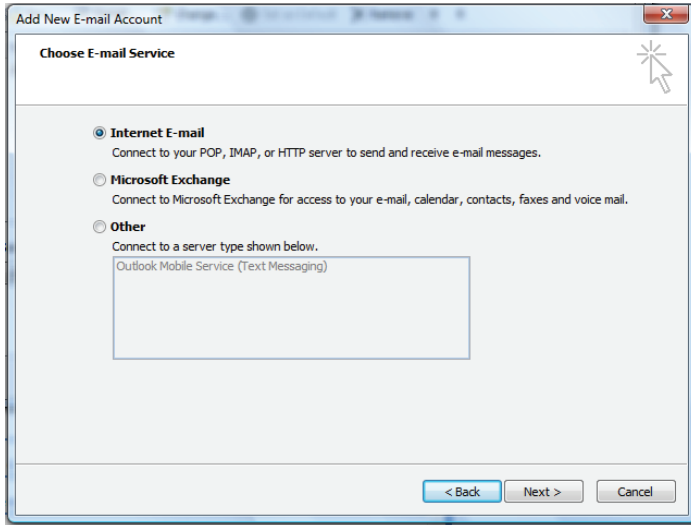 Add New E-mail Account
Choose E-mail Service
Internet E-mail
Connect to your POP, IMAP, or HTTP server to send and receive e-mail messages.
Microsoft Exchange
Connect to Microsoft Exchange for access to your e-mail, calendar, contacts, faxes and voice mail.
Other
Connect to a server type shown below.
Outlook Mobile Service (Text Messaging)
< Back Next > Cancel